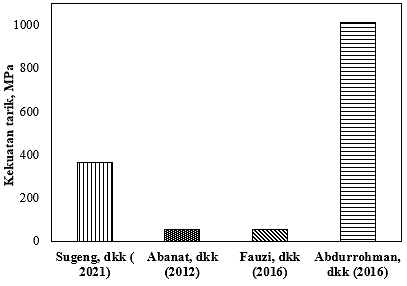 Kekuatan tarik, MPa
1000
800
600
400
200
0
Sugeng, dkk (
2021)
Abanat, dkk
(2012)
Fauzi, dkk
(2016)
Abdurrohman,
dkk (2016)